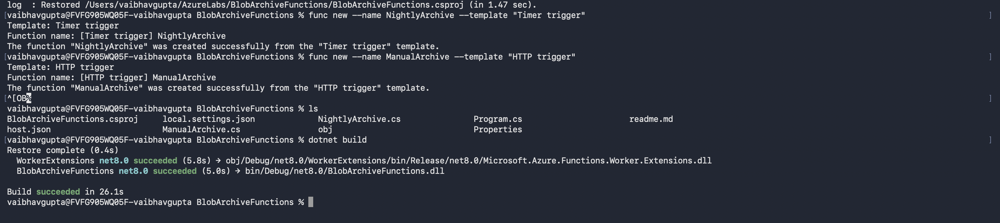 log  : Restored /Users/vaibhavgupta/AzureLabs/BlobArchiveFunctions/BlobArchiveFunctions.csproj (in 1.47 sec).
[vaibhavgupta@FVFG905WQ05F-vaibhavgupta BlobArchiveFunctions % func new --name NightlyArchive --template "Timer trigger" ]
Template: Timer trigger
Function name: [Timer trigger] NightlyArchive
The function "NightlyArchive" was created successfully from the "Timer trigger" template.
[vaibhavgupta@FVFG905WQ05F-vaibhavgupta BlobArchiveFunctions % func new --name ManualArchive --template "HTTP trigger" ]
Template: HTTP trigger
Function name: [HTTP trigger] ManualArchive
The function "ManualArchive" was created successfully from the "HTTP trigger" template.
[^[OB% ]
vaibhavgupta@FVFG905WQ05F-vaibhavgupta BlobArchiveFunctions % ls
BlobArchiveFunctions.csproj local.settings.json NightlyArchive.cs Program.cs readme.md
host.json ManualArchive.cs obj Properties
[vaibhavgupta@FVFG905WQ05F-vaibhavgupta BlobArchiveFunctions % dotnet build ]
Restore complete (0.4s)
WorkerExtensions net8.0 succeeded (5.8s) → obj/Debug/net8.0/WorkerExtensions/bin/Release/net8.0/Microsoft.Azure.Functions.Worker.Extensions.dll
BlobArchiveFunctions net8.0 succeeded (5.0s) → bin/Debug/net8.0/BlobArchiveFunctions.dll
Build succeeded in 26.1s
vaibhavgupta@FVFG905WQ05F-vaibhavgupta BlobArchiveFunctions %